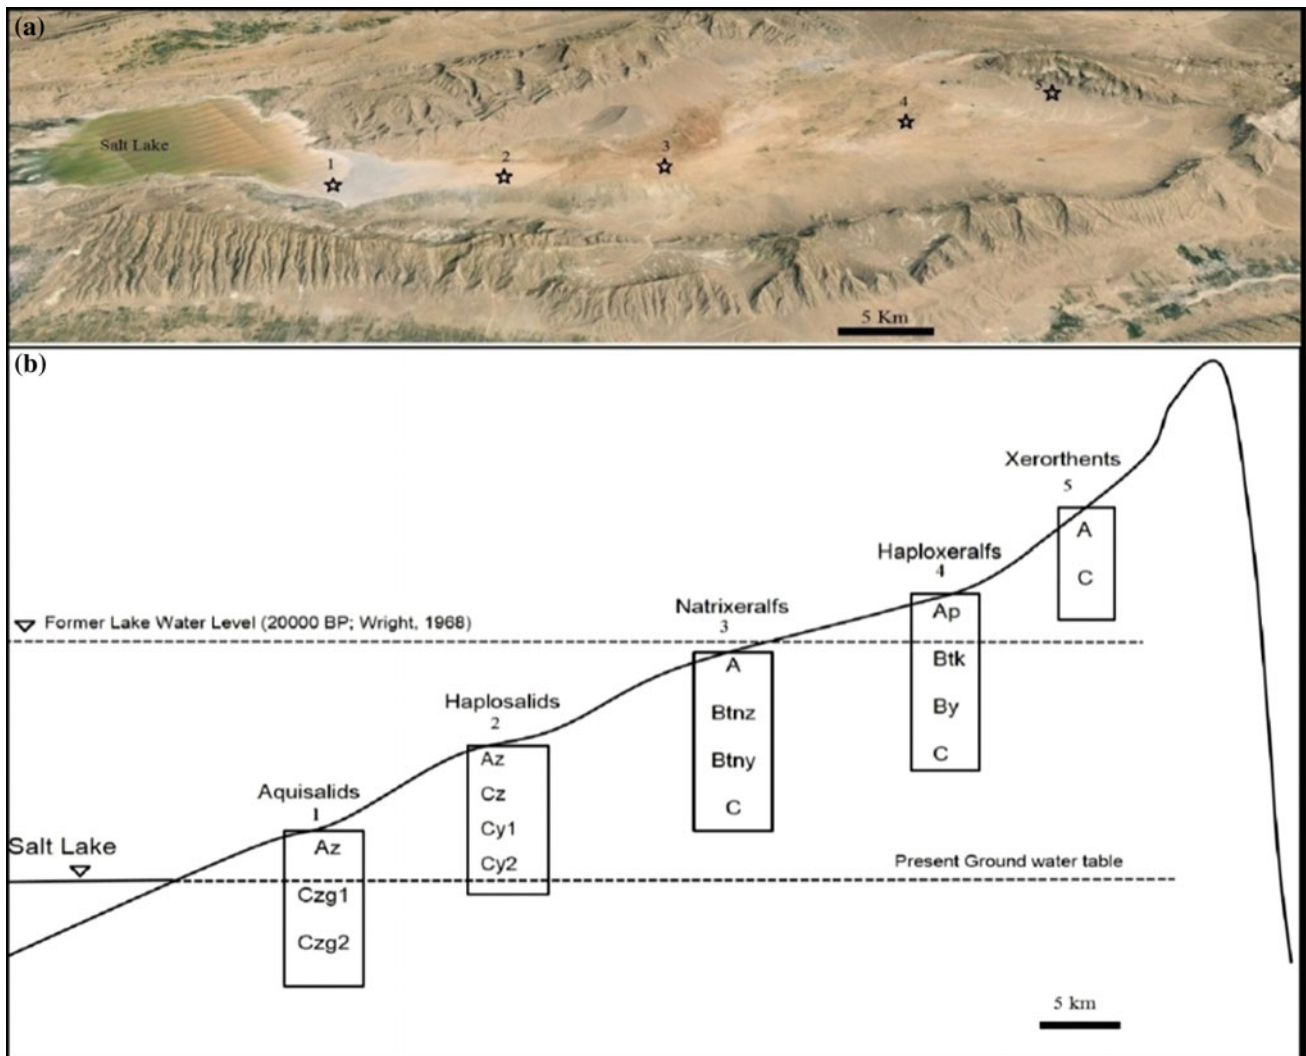 (a)
Salt Lake
1
2
3
4
5
5 Km
(b)
Xerorthents
5
A
C
Haploxeralfs
4
Ap
Btk
By
C
Natrixeralfs
3
A
Btnz
Btny
C
Former Lake Water Level (20000 BP; Wright, 1968)
Haplosalids
2
Az
Cz
Cy1
Cy2
Aquisalids
1
Az
Czg1
Czg2
Salt Lake
Present Ground water table
5 km